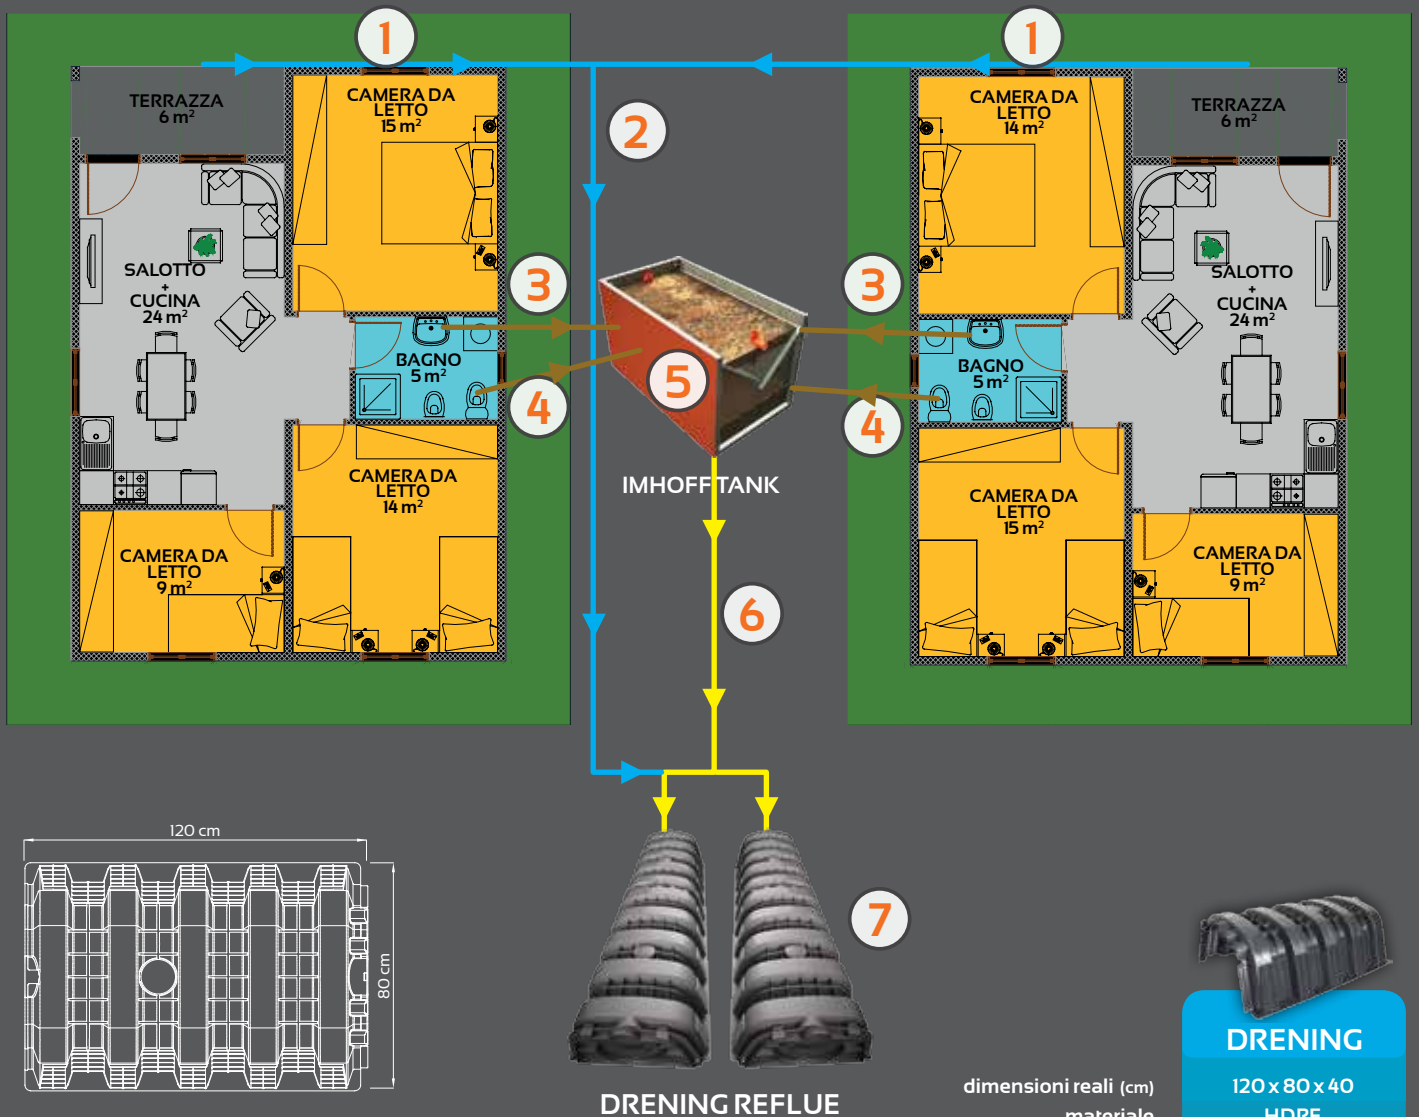 1
1
TERRAZZA
6 m²
CAMERA DA
LETTO
15 m²
2
CAMERA DA
LETTO
14 m²
TERRAZZA
6 m²
SALOTTO
+
CUCINA
24 m²
3
3
SALOTTO
+
CUCINA
24 m²
BAGNO
5 m²
4
5
BAGNO
5 m²
4
IMHOFF TANK
CAMERA DA
LETTO
14 m²
CAMERA DA
LETTO
15 m²
CAMERA DA
LETTO
9 m²
6
CAMERA DA
LETTO
9 m²
120 cm
80 cm
7
DRENING REFLUE
DRENING
dimensioni reali (cm) 120 x 80 x 40
materiale HDPE